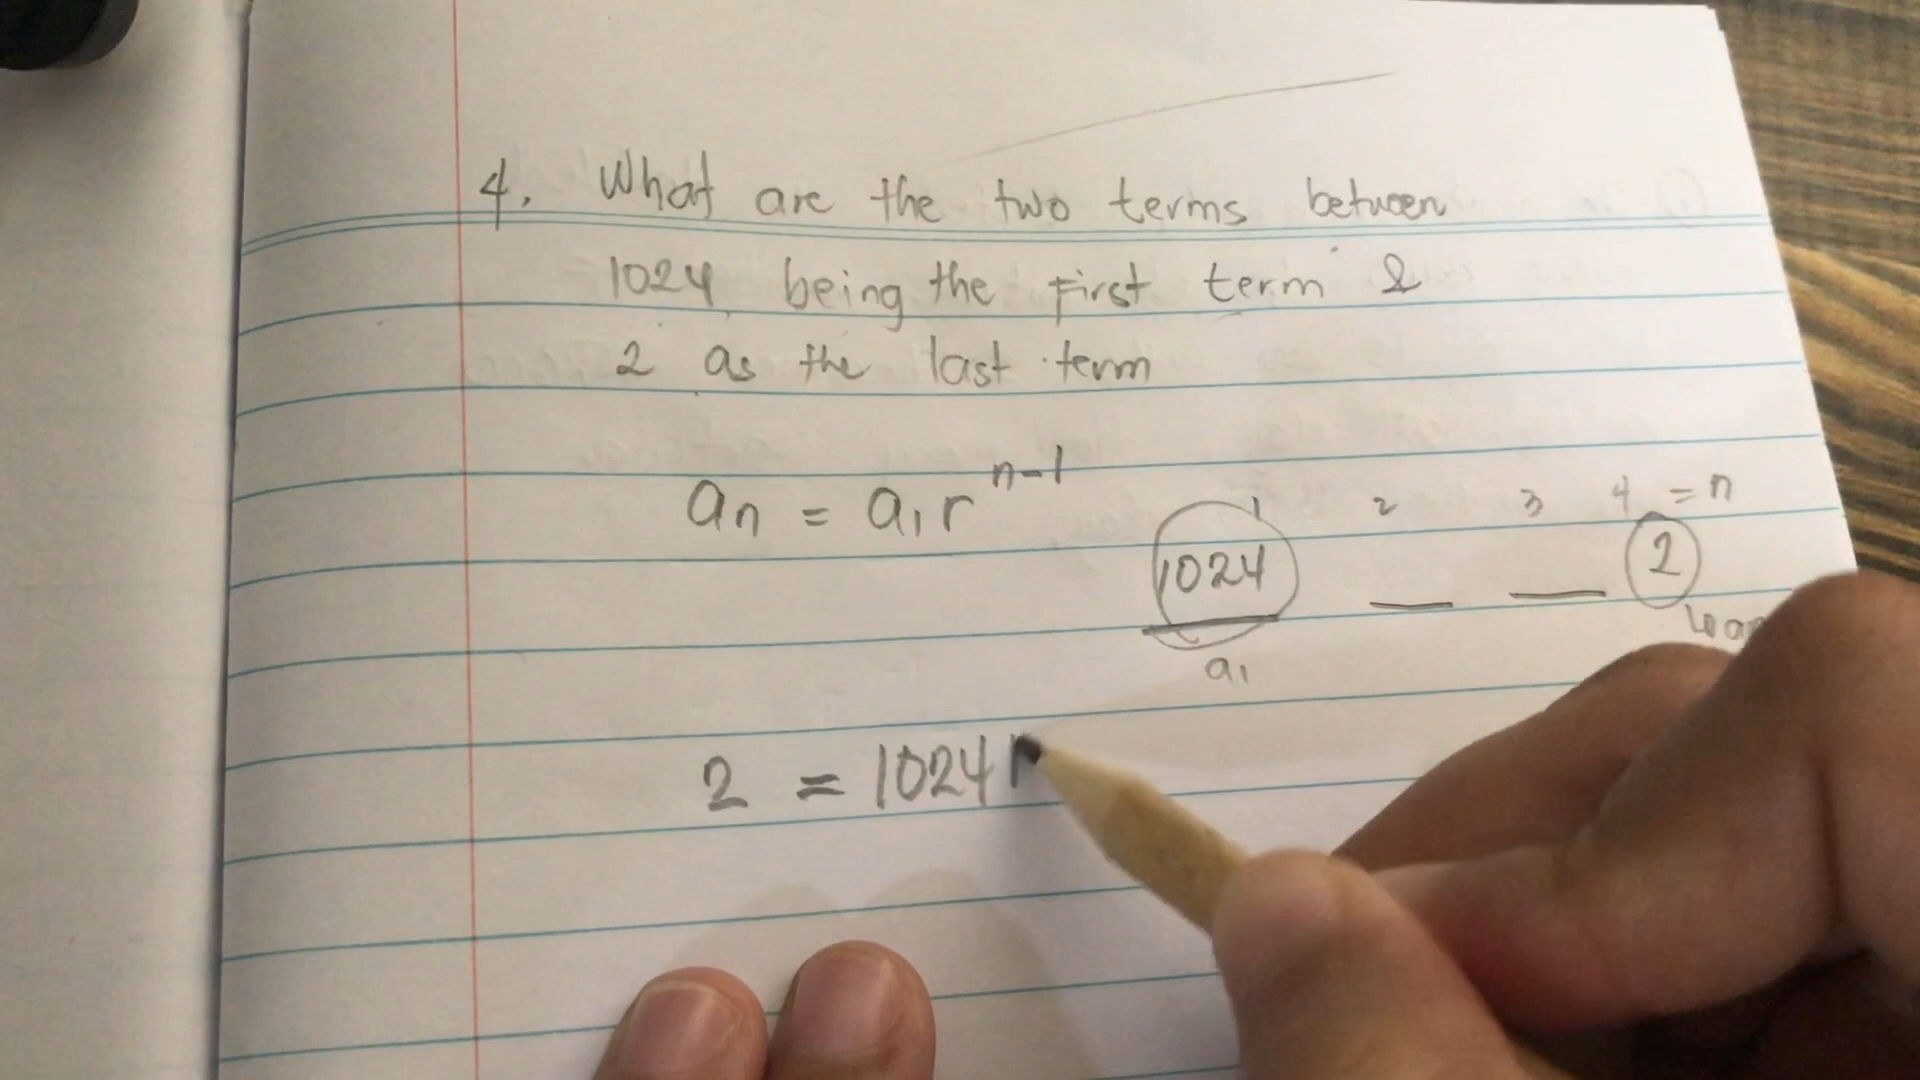 4. What are the two terms between
1024 being the first term &
2 as the last term
an = a1 r n-1
1 2 3 4 = n
1024 __ __ 2
a1
2 = 1024 r